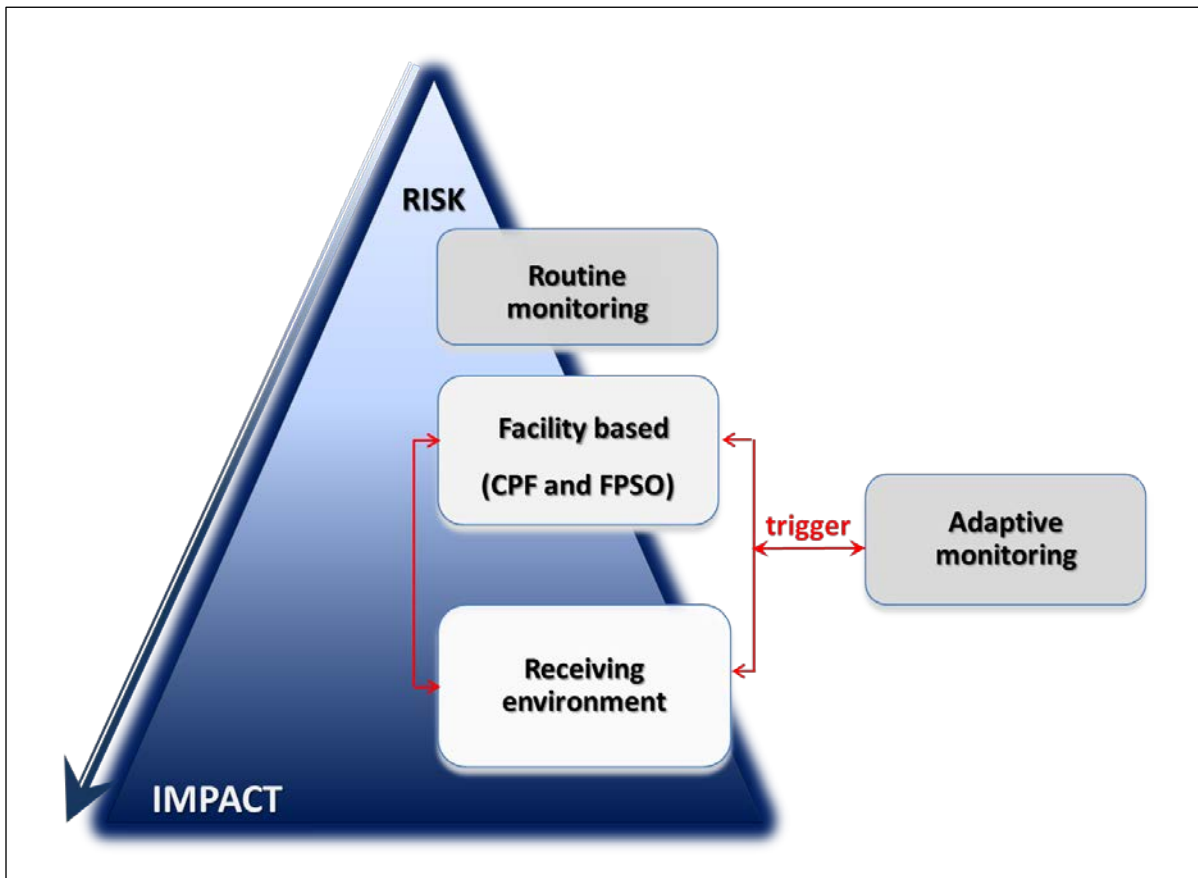 RISK
Routine
monitoring
Facility based
(CPF and FPSO)
trigger
Adaptive
monitoring
Receiving
environment
IMPACT